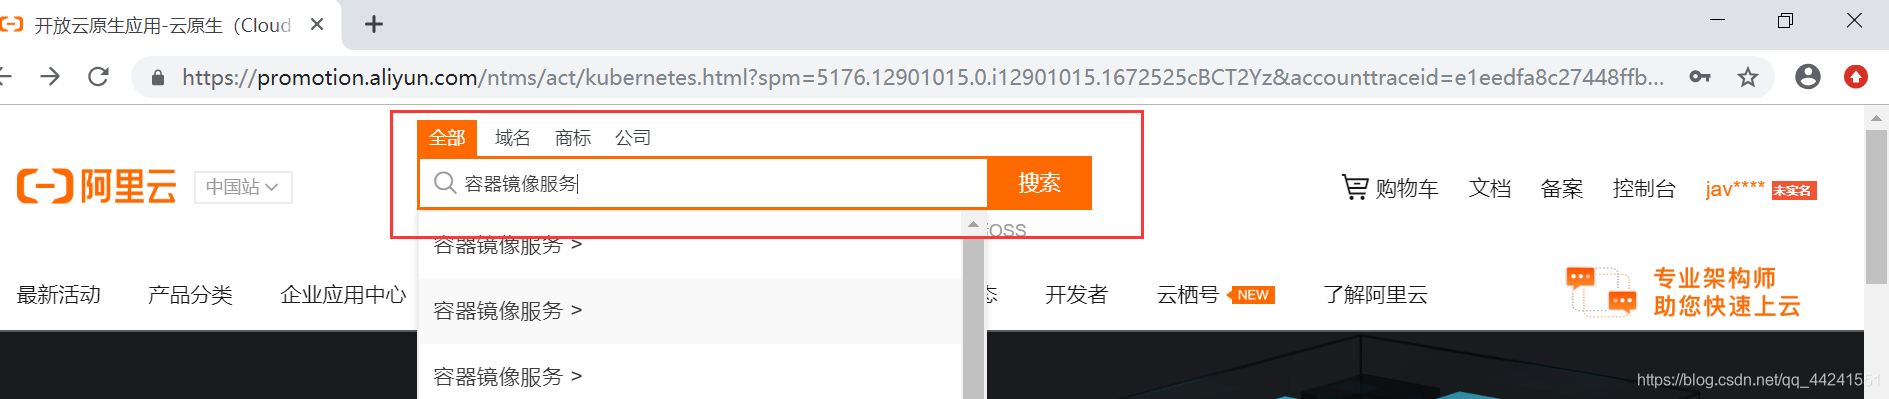 开放云原生应用-云原生（Cloud
https://promotion.aliyun.com/ntms/act/kubernetes.html?spm=5176.12901015.0.i12901015.1672525cBCT2Yz&accounttraceid=e1eedfa8c27448ffb...
全部 域名 商标 公司
阿里云 中国站 容器镜像服务 搜索 购物车 文档 备案 控制台 jav**** 未实名
OSS
容器镜像服务 >
最新活动 产品分类 企业应用中心 态 开发者 云栖号 NEW 了解阿里云 专业架构师
助您快速上云
容器镜像服务 >
容器镜像服务 >
https://blog.csdn.net/qq_44241551